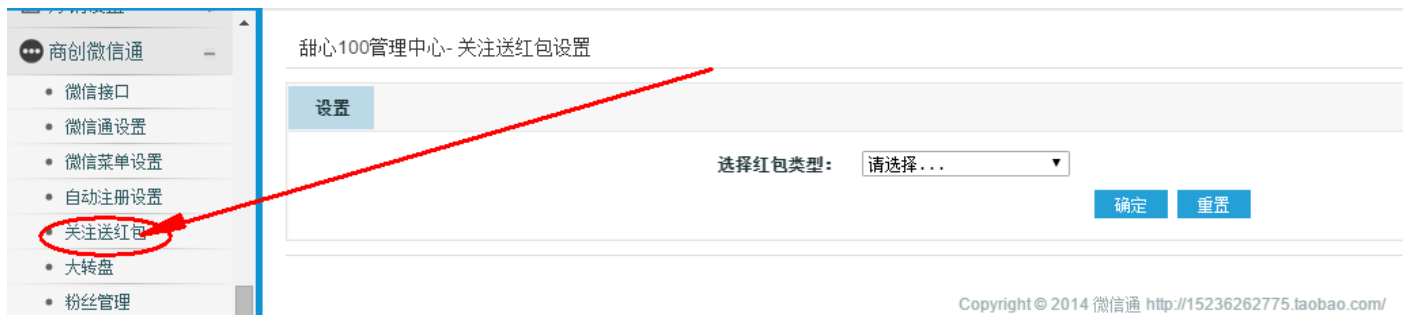 商创微信通
微信接口
微信通设置
微信菜单设置
自动注册设置
关注送红包
大转盘
粉丝管理
甜心100管理中心- 关注送红包设置
设置
选择红包类型: 请选择...
确定 重置
Copyright © 2014 微信通 http://15236262775.taobao.com/